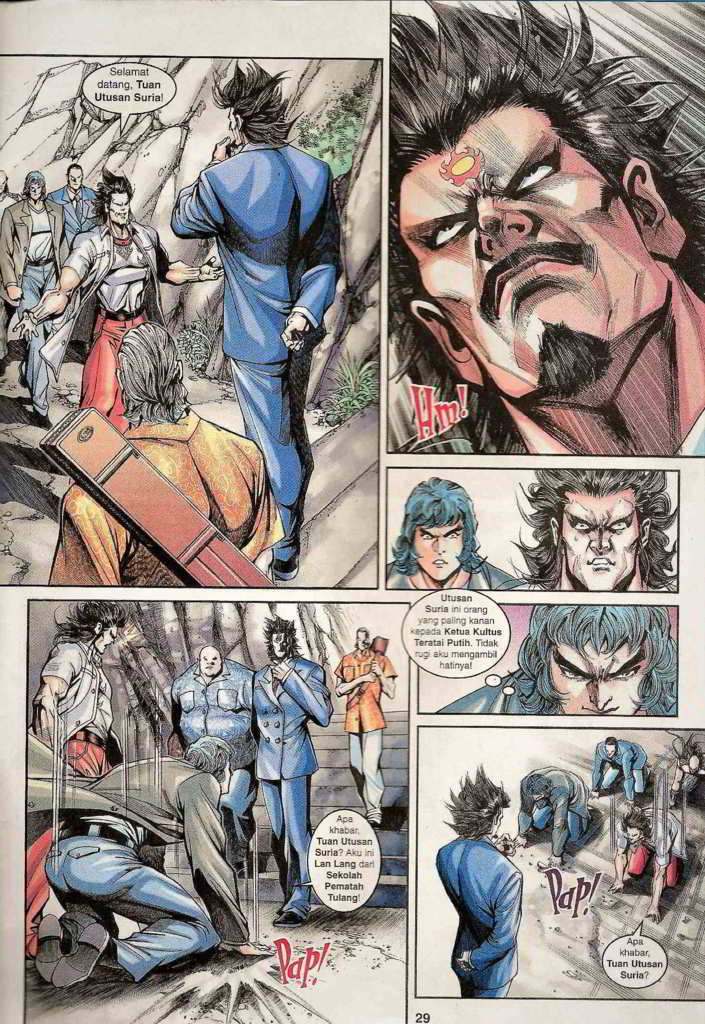 Selamat
datang, Tuan
Utusan Suria!
Hm!
Utusan
Suria ini orang
yang paling kanan
kepada Ketua Kultus
Teratai Putih. Tidak
rugi aku mengambil
hatinya!
Apa
khabar,
Tuan Utusan
Suria? Aku ini
Lan Lang dari
Sekolah
Pematah
Tulang!
Pap!
Pap!
Apa
khabar,
Tuan Utusan
Suria?
29